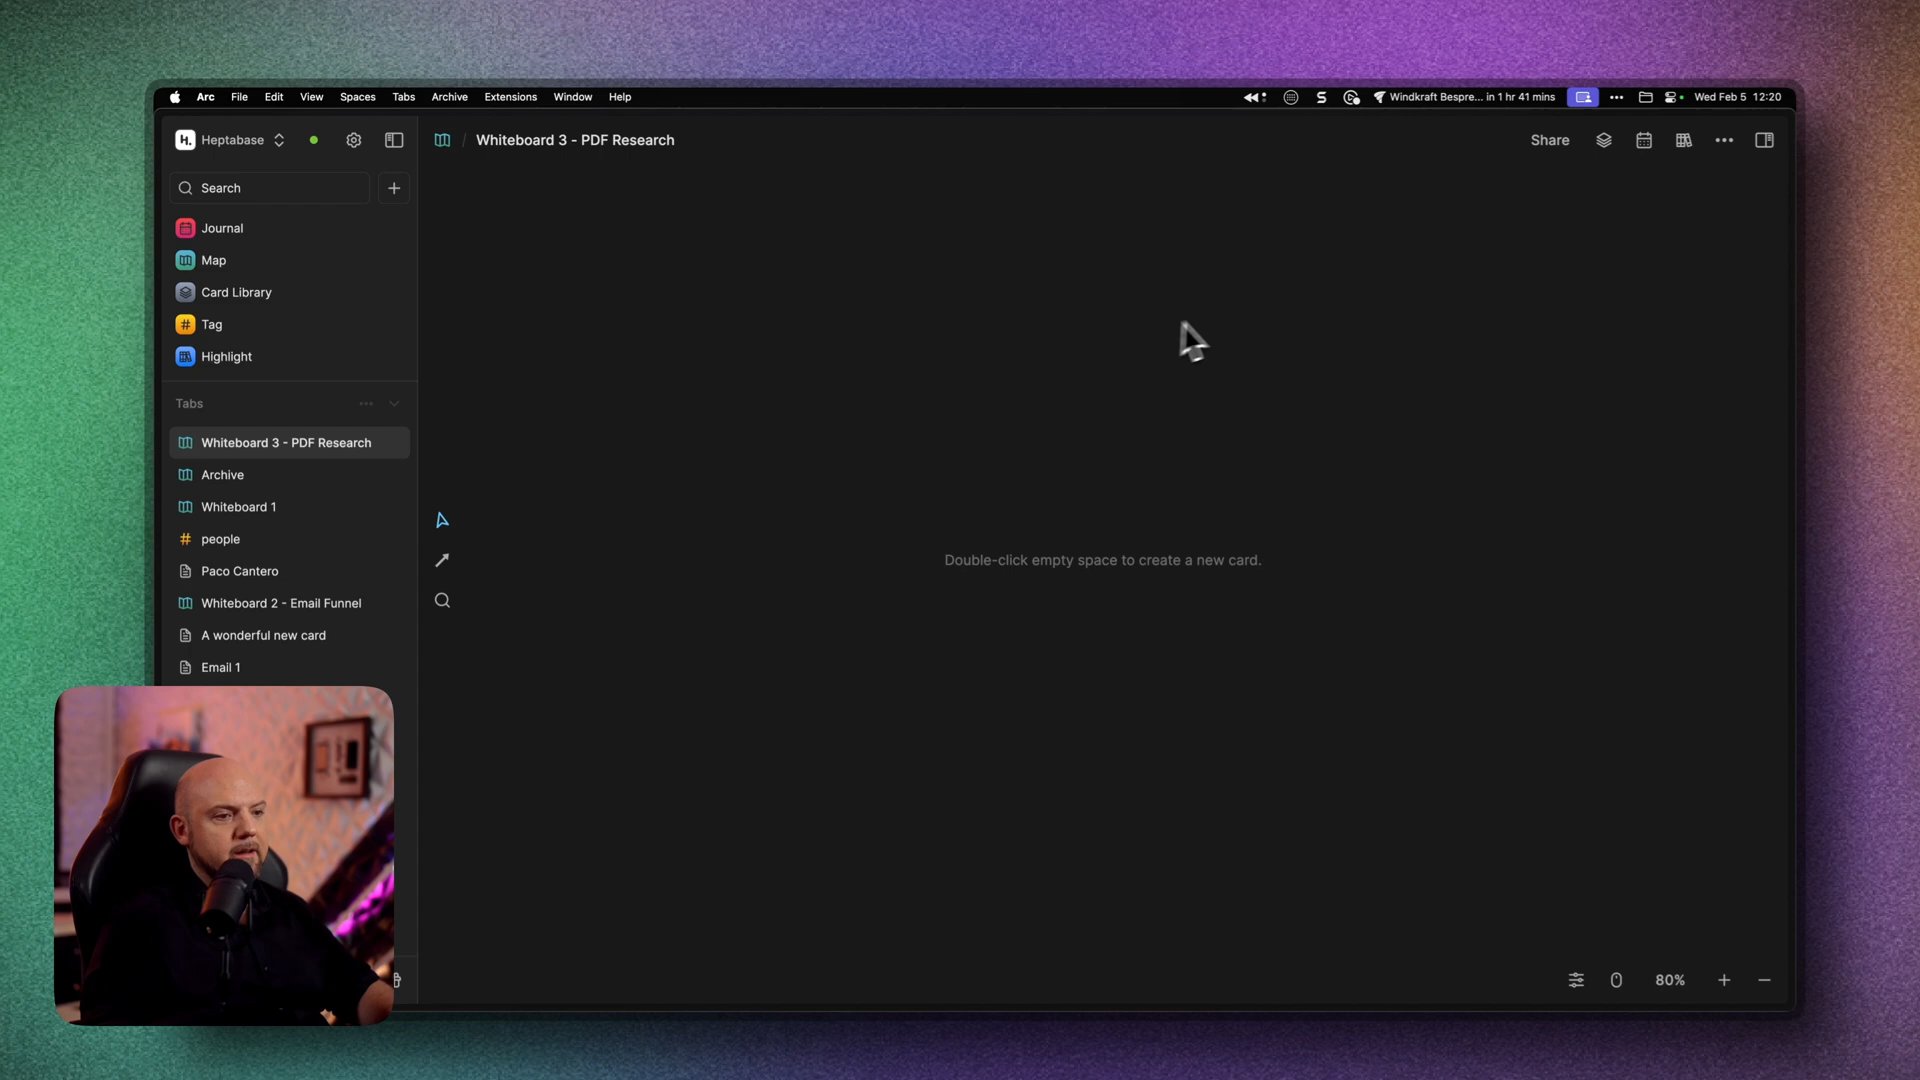 Arc File Edit View Spaces Tabs Archive Extensions Window Help
Windkraft Bespre... in 1 hr 41 mins
Wed Feb 5 12:20
h. Heptabase
Whiteboard 3 - PDF Research
Share
Search
Journal
Map
Card Library
Tag
Highlight
Tabs
Whiteboard 3 - PDF Research
Archive
Whiteboard 1
people
Paco Cantero
Whiteboard 2 - Email Funnel
A wonderful new card
Email 1
Double-click empty space to create a new card.
80%